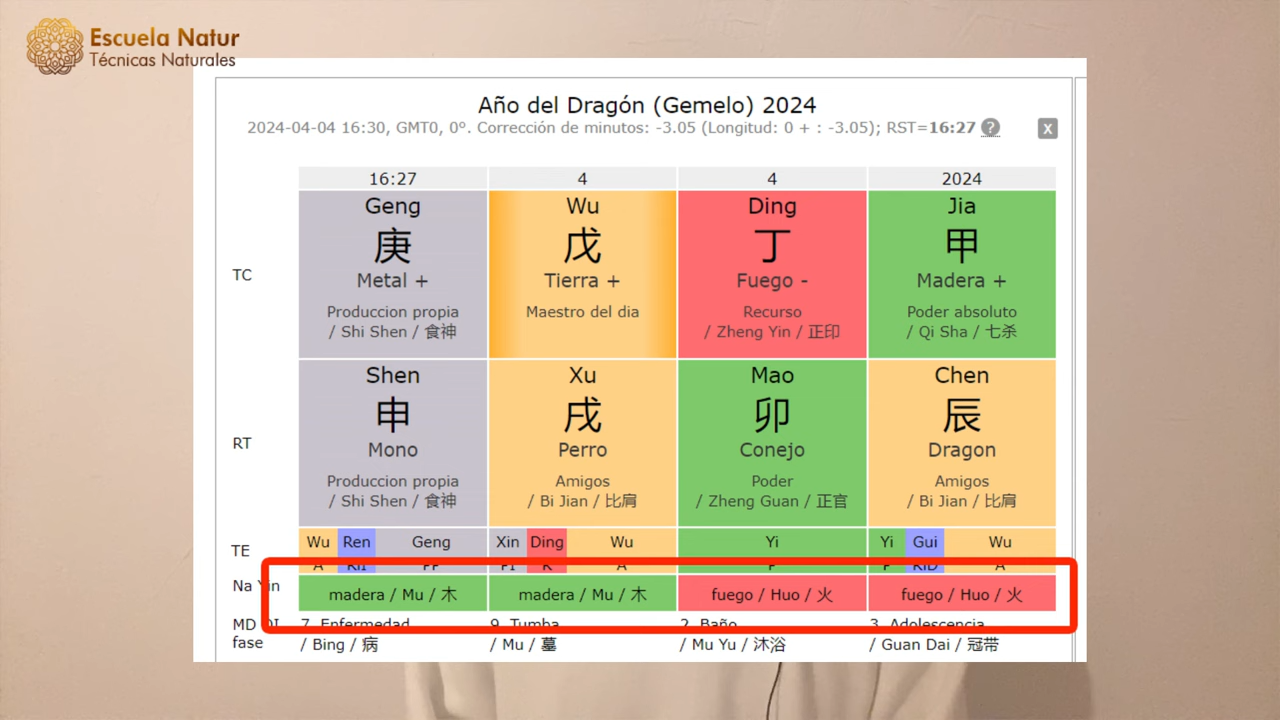 Escuela Natur
Técnicas Naturales
Año del Dragón (Gemelo) 2024
2024-04-04 16:30, GMT0, 0º. Corrección de minutos: -3.05 (Longitud: 0 + : -3.05); RST=16:27 ? x
16:27 4 4 2024
TC
Geng Wu Ding Jia
庚 戊 丁 甲
Metal + Tierra + Fuego - Madera +
Produccion propia Maestro del dia Recurso Poder absoluto
/ Shi Shen / 食神 / Zheng Yin / 正印 / Qi Sha / 七杀
RT
Shen Xu Mao Chen
申 戌 卯 辰
Mono Perro Conejo Dragon
Produccion propia Amigos Poder Amigos
/ Shi Shen / 食神 / Bi Jian / 比肩 / Zheng Guan / 正官 / Bi Jian / 比肩
TE Wu Ren Geng Xin Ding Wu Yi Yi Gui Wu
Na Yin madera / Mu / 木 madera / Mu / 木 fuego / Huo / 火 fuego / Huo / 火
MD QI 7. Enfermedad 9. Tumba 2. Baño 3. Adolescencia
fase / Bing / 病 / Mu / 墓 / Mu Yu / 沐浴 / Guan Dai / 冠带